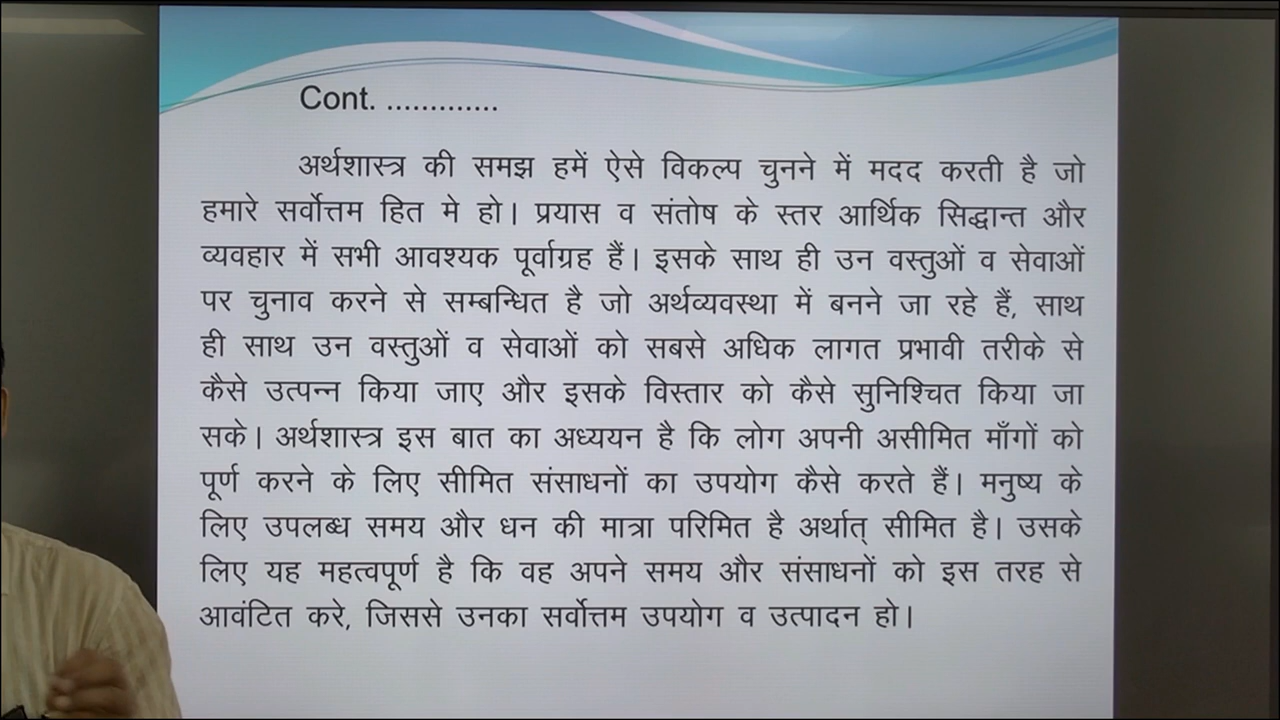 Cont. .............
अर्थशास्त्र की समझ हमें ऐसे विकल्प चुनने में मदद करती है जो
हमारे सर्वोत्तम हित मे हो। प्रयास व संतोष के स्तर आर्थिक सिद्धान्त और
व्यवहार में सभी आवश्यक पूर्वाग्रह हैं। इसके साथ ही उन वस्तुओं व सेवाओं
पर चुनाव करने से सम्बन्धित है जो अर्थव्यवस्था में बनने जा रहे हैं, साथ
ही साथ उन वस्तुओं व सेवाओं को सबसे अधिक लागत प्रभावी तरीके से
कैसे उत्पन्न किया जाए और इसके विस्तार को कैसे सुनिश्चित किया जा
सके। अर्थशास्त्र इस बात का अध्ययन है कि लोग अपनी असीमित माँगों को
पूर्ण करने के लिए सीमित संसाधनों का उपयोग कैसे करते हैं। मनुष्य के
लिए उपलब्ध समय और धन की मात्रा परिमित है अर्थात् सीमित है। उसके
लिए यह महत्वपूर्ण है कि वह अपने समय और संसाधनों को इस तरह से
आवंटित करे, जिससे उनका सर्वोत्तम उपयोग व उत्पादन हो।